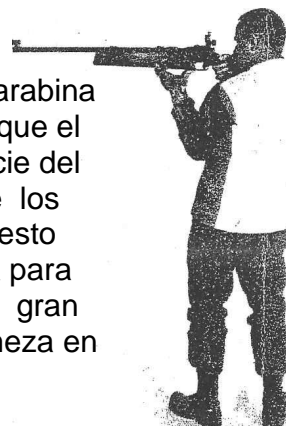 arabina
que el
cie del
los
esto
para
gran
neza en